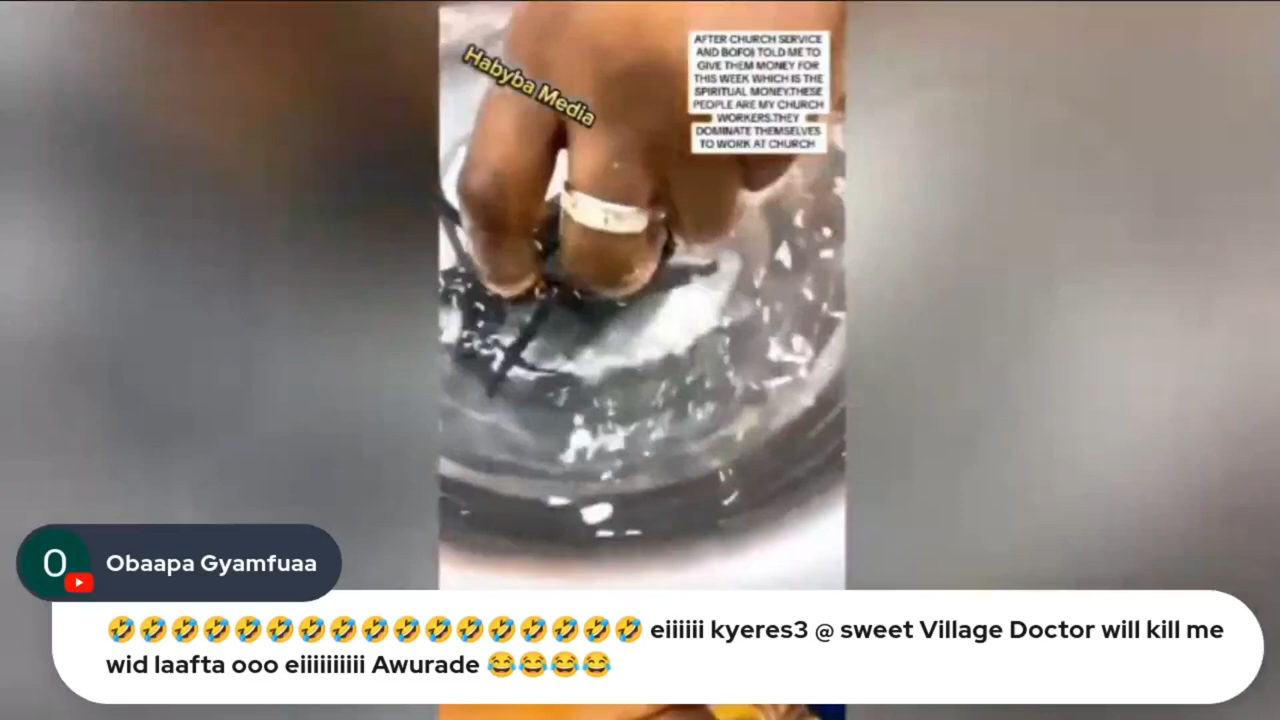 Habyba Media
AFTER CHURCH SERVICE
AND BOFO) TOLD ME TO
GIVE THEM MONEY FOR
THIS WEEK WHICH IS THE
SPIRITUAL MONEY.THESE
PEOPLE ARE MY CHURCH
WORKERS.THEY
DOMINATE THEMSELVES
TO WORK AT CHURCH
O
Obaapa Gyamfuaa
🤣🤣🤣🤣🤣🤣🤣🤣🤣🤣🤣🤣🤣🤣🤣🤣🤣 eiiiiii kyeres3 @ sweet Village Doctor will kill me
wid laafta ooo eiiiiiiiiii Awurade 😂😂😂😂